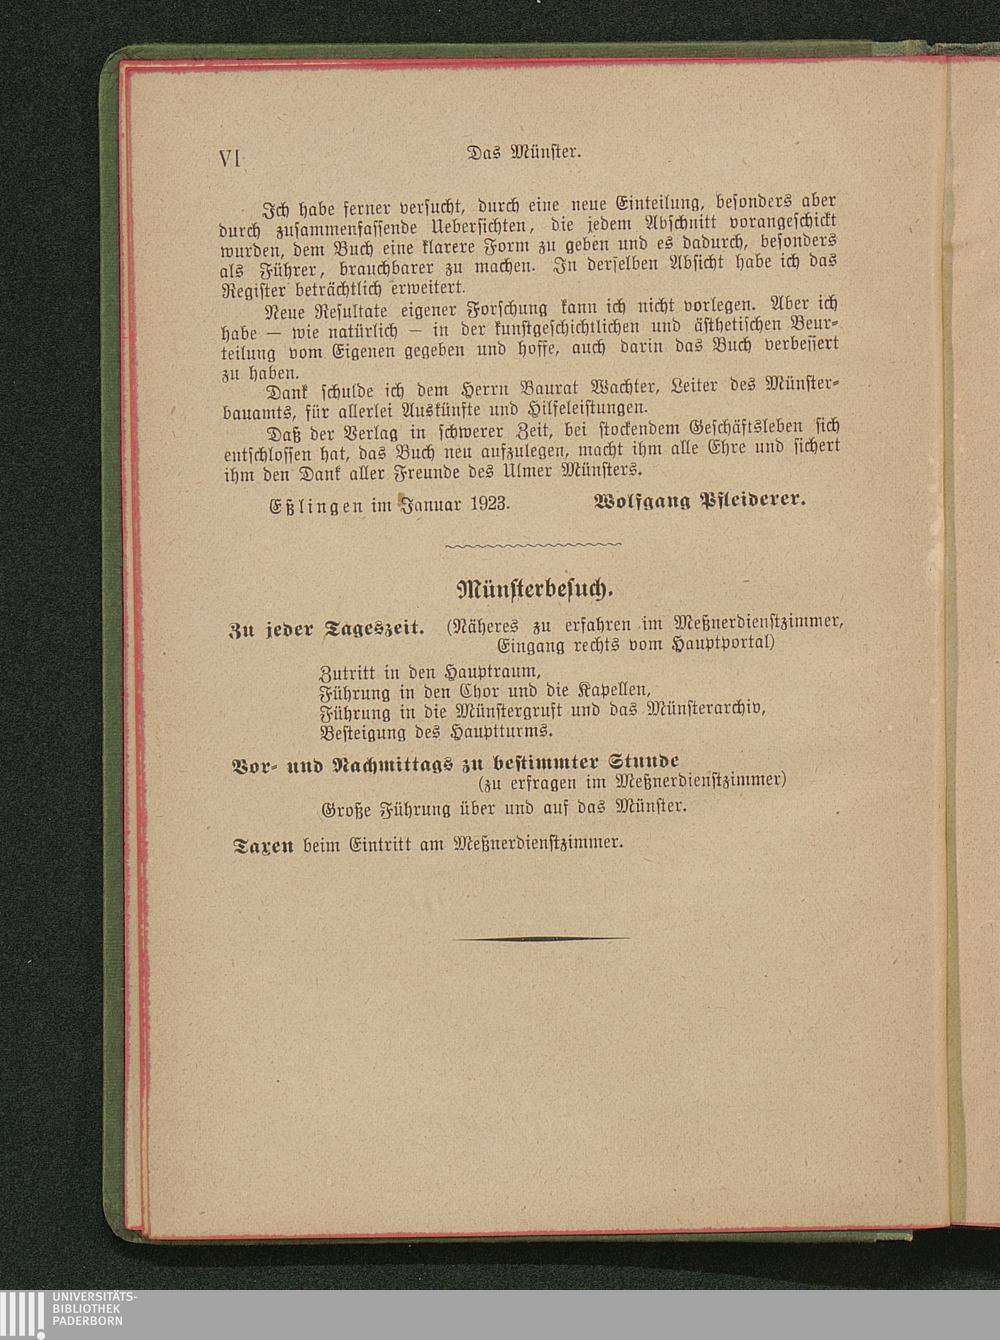 VI
Das Münster.
Ich habe ferner versucht, durch eine neue Einteilung, besonders aber
durch zusammenfassende Uebersichten, die jedem Abschnitt vorangeschickt
wurden, dem Buch eine klarere Form zu geben und es dadurch, besonders
als Führer, brauchbarer zu machen. In derselben Absicht habe ich das
Register beträchtlich erweitert.
Neue Resultate eigener Forschung kann ich nicht vorlegen. Aber ich
habe — wie natürlich — in der kunstgeschichtlichen und ästhetischen Beur-
teilung vom Eigenen gegeben und hoffe, auch darin das Buch verbessert
zu haben.
Dank schulde ich dem Herrn Baurat Wachter, Leiter des Münster-
bauamts, für allerlei Auskünfte und Hilfeleistungen.
Daß der Verlag in schwerer Zeit, bei stockendem Geschäftsleben sich
entschlossen hat, das Buch neu aufzulegen, macht ihm alle Ehre und sichert
ihm den Dank aller Freunde des Ulmer Münsters.
Eßlingen im Januar 1923. Wolfgang Pfleiderer.
Münsterbesuch.
Zu jeder Tageszeit. (Näheres zu erfahren im Meßnerdienstzimmer,
Eingang rechts vom Hauptportal)
Zutritt in den Hauptraum,
Führung in den Chor und die Kapellen,
Führung in die Münstergruft und das Münsterarchiv,
Besteigung des Hauptturms.
Vor- und Nachmittags zu bestimmter Stunde
(zu erfragen im Meßnerdienstzimmer)
Große Führung über und auf das Münster.
Taxen beim Eintritt am Meßnerdienstzimmer.
UNIVERSITÄTS-
BIBLIOTHEK
PADERBORN